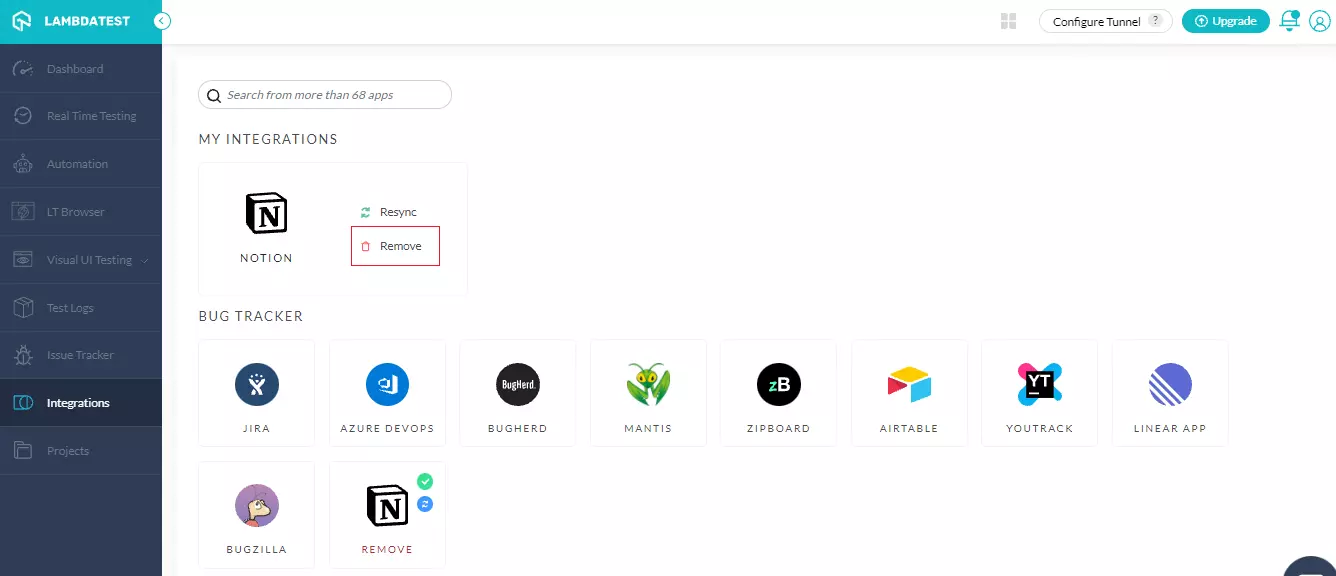 LAMBDATEST
Configure Tunnel ?
Upgrade
Dashboard
Real Time Testing
Automation
LT Browser
Visual UI Testing
Test Logs
Issue Tracker
Integrations
Projects
Search from more than 68 apps
MY INTEGRATIONS
N
NOTION
Resync
Remove
BUG TRACKER
BugHerd.
zB
YT
JIRA
AZURE DEVOPS
BUGHERD
MANTIS
ZIPBOARD
AIRTABLE
YOUTRACK
LINEAR APP
N
BUGZILLA
REMOVE